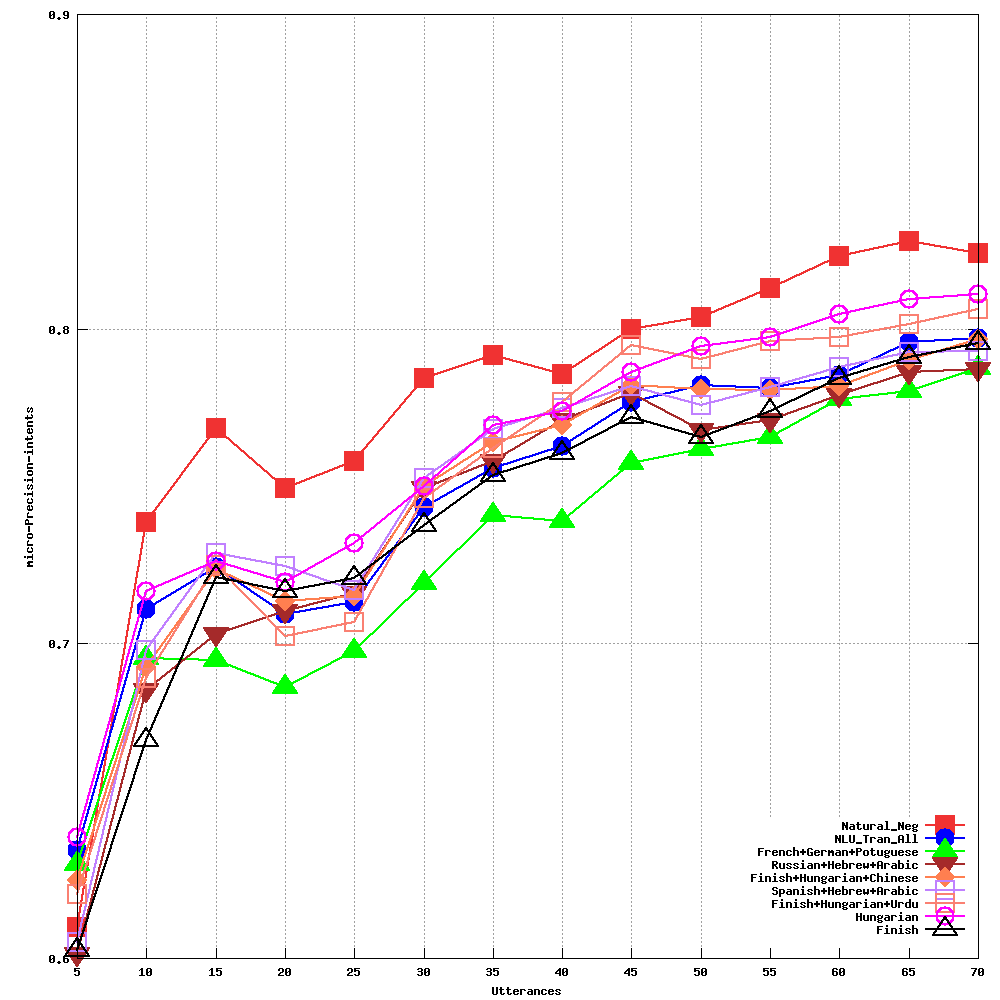 0.9
0.8
0.7
0.6
micro-Precision-intents
5 10 15 20 25 30 35 40 45 50 55 60 65 70
Utterances
Natural_Neg
NLU_Tran_All
French+German+Potuguese
Russian+Hebrew+Arabic
Finish+Hungarian+Chinese
Spanish+Hebrew+Arabic
Finish+Hungarian+Urdu
Hungarian
Finish